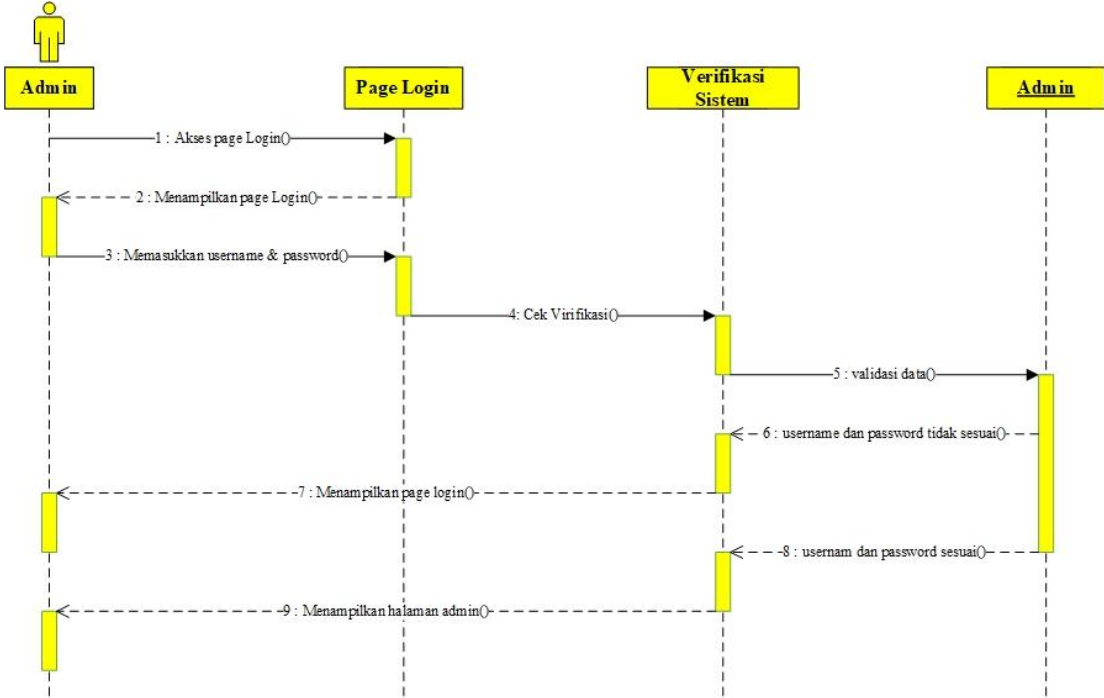 Admin
Page Login
Verifikasi
Sistem
Admin
1 : Akses page Login()
2 : Menampilkan page Login()
3 : Memasukkan username & password()
4: Cek Virifikasi()
5 : validasi data()
6 : username dan password tidak sesuai()
7 : Menampilkan page login()
8 : usernam dan password sesuai()
9 : Menampilkan halaman admin()